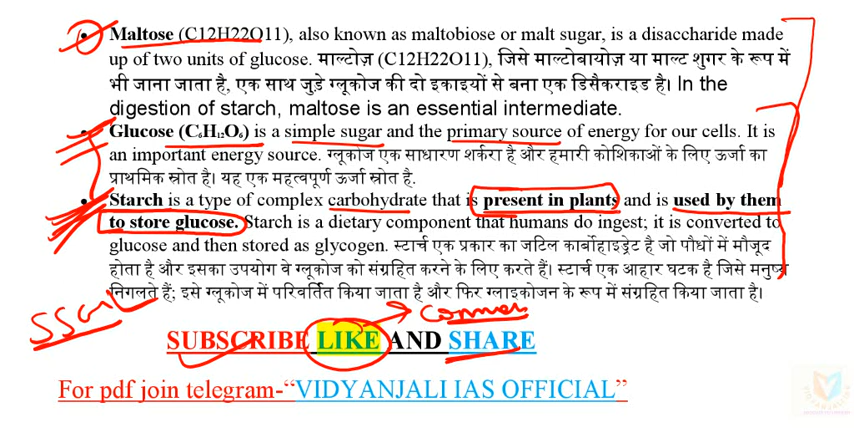 • Maltose (C12H22O11), also known as maltobiose or malt sugar, is a disaccharide made
up of two units of glucose. माल्टोज़ (C12H22O11), जिसे माल्टोबायोज़ या माल्ट शुगर के रूप में
भी जाना जाता है, एक साथ जुड़े ग्लूकोज की दो इकाइयों से बना एक डिसैकराइड है। In the
digestion of starch, maltose is an essential intermediate.
• Glucose (C₆H₁₂O₆) is a simple sugar and the primary source of energy for our cells. It is
an important energy source. ग्लूकोज एक साधारण शर्करा है और हमारी कोशिकाओं के लिए ऊर्जा का
प्राथमिक स्रोत है। यह एक महत्वपूर्ण ऊर्जा स्रोत है.
• Starch is a type of complex carbohydrate that is present in plants and is used by them
to store glucose. Starch is a dietary component that humans do ingest; it is converted to
glucose and then stored as glycogen. स्टार्च एक प्रकार का जटिल कार्बोहाइड्रेट है जो पौधों में मौजूद
होता है और इसका उपयोग वे ग्लूकोज को संग्रहित करने के लिए करते हैं। स्टार्च एक आहार घटक है जिसे मनुष्य
निगलते हैं; इसे ग्लूकोज में परिवर्तित किया जाता है और फिर ग्लाइकोजन के रूप में संग्रहित किया जाता है।
SUBSCRIBE LIKE AND SHARE
For pdf join telegram-“VIDYANJALI IAS OFFICIAL”